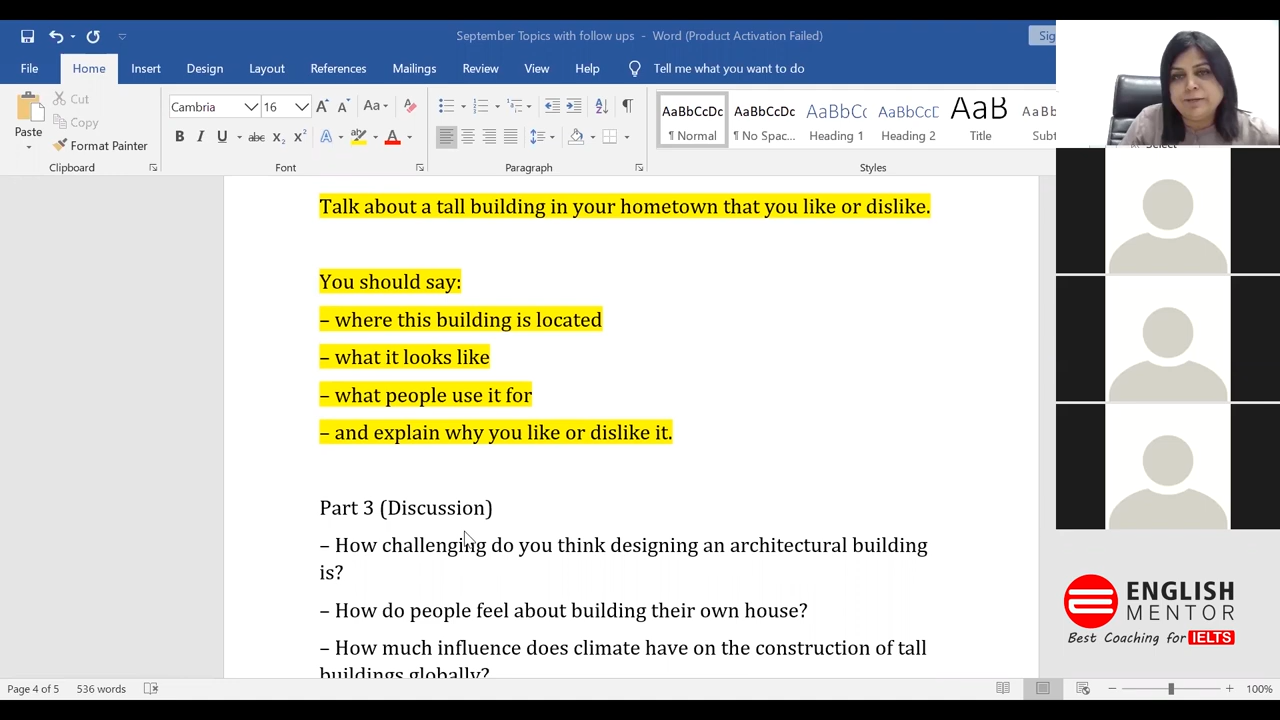 September Topics with follow ups - Word (Product Activation Failed)
Sig
File Home Insert Design Layout References Mailings Review View Help Tell me what you want to do
Paste
Cut
Copy
Format Painter
Clipboard
Cambria 16
Font
Paragraph
AaBbCcDc AaBbCcDc AaBbCc AaBbCcD AaB AaBb
¶ Normal ¶ No Spac... Heading 1 Heading 2 Title Subt
Styles
Select
Talk about a tall building in your hometown that you like or dislike.
You should say:
– where this building is located
– what it looks like
– what people use it for
– and explain why you like or dislike it.
Part 3 (Discussion)
– How challenging do you think designing an architectural building
is?
– How do people feel about building their own house?
– How much influence does climate have on the construction of tall
buildings globally?
ENGLISH
MENTOR
Best Coaching for IELTS
Page 4 of 5 536 words
100%